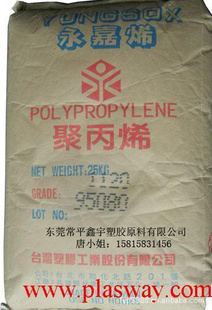 YUNGSOX
永嘉烯
POLYPROPYLENE
聚丙烯
NET WEIGHT:25KG
1120
GRADE:
95080
LOT NO:
东莞常平鑫宇塑胶原料有限公司
唐小姐：15815831456
台灣塑膠工業股份有限公司
www.plasway.com